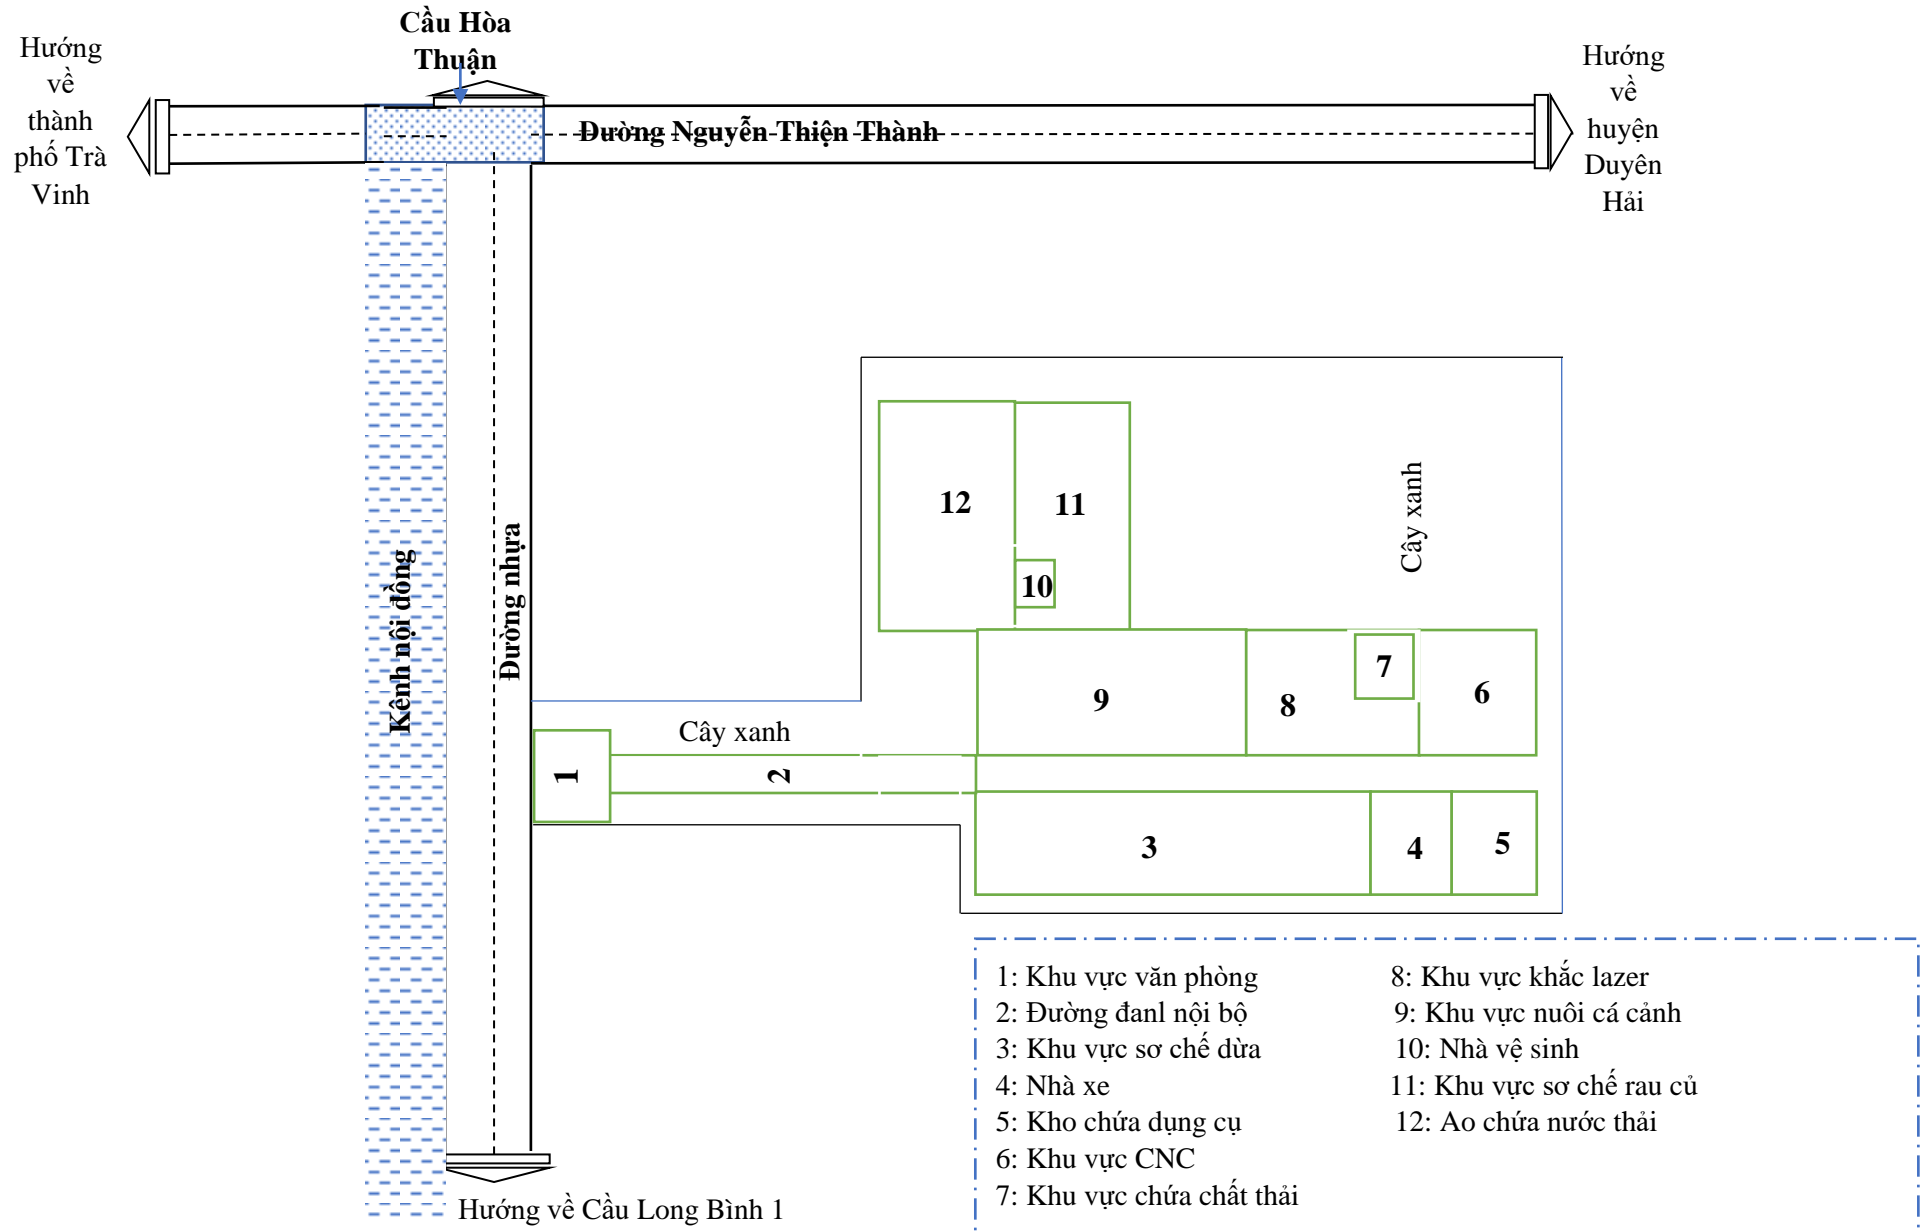 Cầu Hòa
Thuận
Hướng
về
thành
phố Trà
Vinh
Đường Nguyễn Thiện Thành
Hướng
về
huyện
Duyên
Hải
Kênh nội đồng
Đường nhựa
Cây xanh
12
11
10
9
8
7
6
Cây xanh
1
2
3
4
5
1: Khu vực văn phòng
2: Đường đanl nội bộ
3: Khu vực sơ chế dừa
4: Nhà xe
5: Kho chứa dụng cụ
6: Khu vực CNC
7: Khu vực chứa chất thải
8: Khu vực khắc lazer
9: Khu vực nuôi cá cảnh
10: Nhà vệ sinh
11: Khu vực sơ chế rau củ
12: Ao chứa nước thải
Hướng về Cầu Long Bình 1